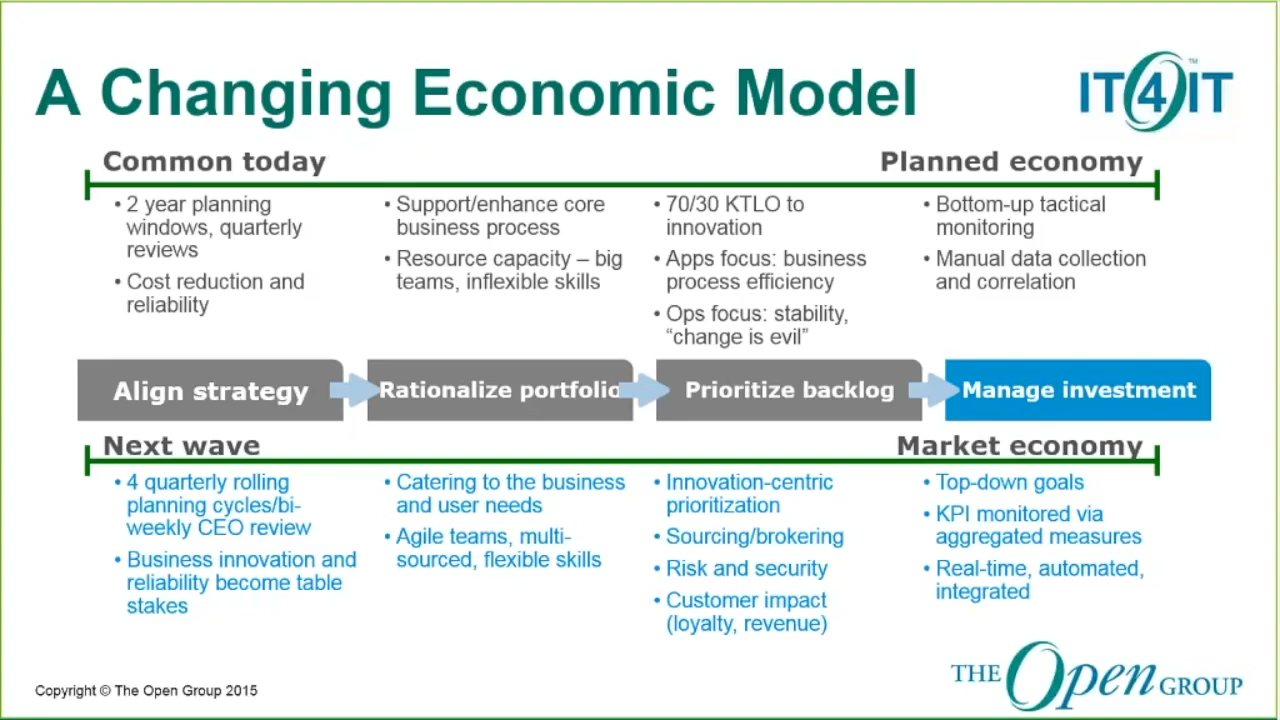 A Changing Economic Model
IT4IT™
Common today
Planned economy
• 2 year planning
windows, quarterly
reviews
• Cost reduction and
reliability
• Support/enhance core
business process
• Resource capacity – big
teams, inflexible skills
• 70/30 KTLO to
innovation
• Apps focus: business
process efficiency
• Ops focus: stability,
“change is evil”
• Bottom-up tactical
monitoring
• Manual data collection
and correlation
Align strategy
Rationalize portfolio
Prioritize backlog
Manage investment
Next wave
Market economy
• 4 quarterly rolling
planning cycles/bi-
weekly CEO review
• Business innovation and
reliability become table
stakes
• Catering to the business
and user needs
• Agile teams, multi-
sourced, flexible skills
• Innovation-centric
prioritization
• Sourcing/brokering
• Risk and security
• Customer impact
(loyalty, revenue)
• Top-down goals
• KPI monitored via
aggregated measures
• Real-time, automated,
integrated
Copyright © The Open Group 2015
THE Open GROUP